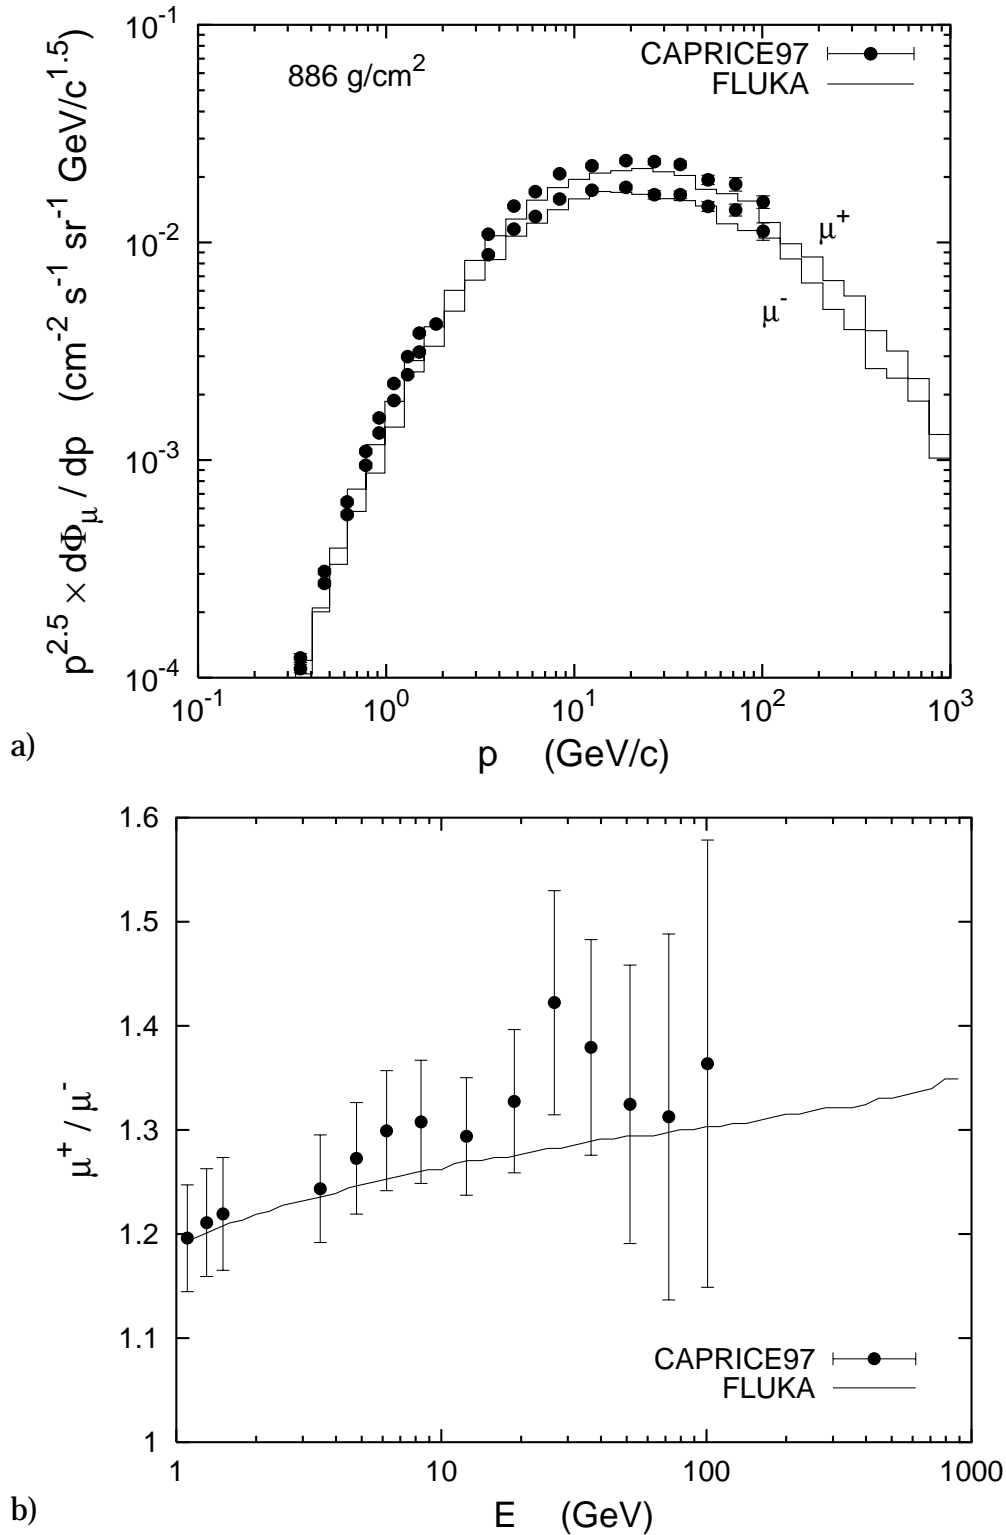 10^-1
CAPRICE97
886 g/cm^2
FLUKA
p^2.5 × dΦ_μ / dp (cm^-2 s^-1 sr^-1 GeV/c^1.5)
μ^+
10^-2
μ^-
10^-3
10^-4
10^-1 10^0 10^1 10^2 10^3
a)
p (GeV/c)
1.6
1.5
1.4
1.3
μ^+ / μ^-
1.2
1.1
CAPRICE97
FLUKA
1
1 10 100 1000
b)
E (GeV)